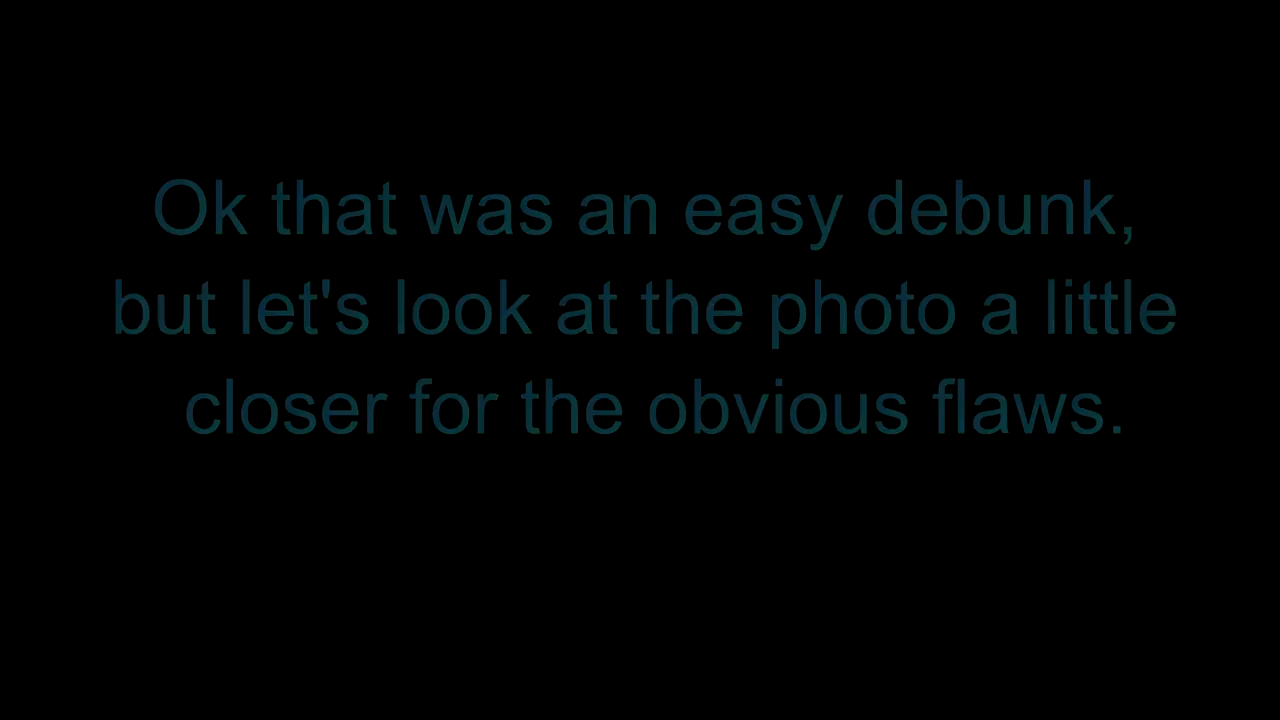 Ok that was an easy debunk,
but let's look at the photo a little
closer for the obvious flaws.